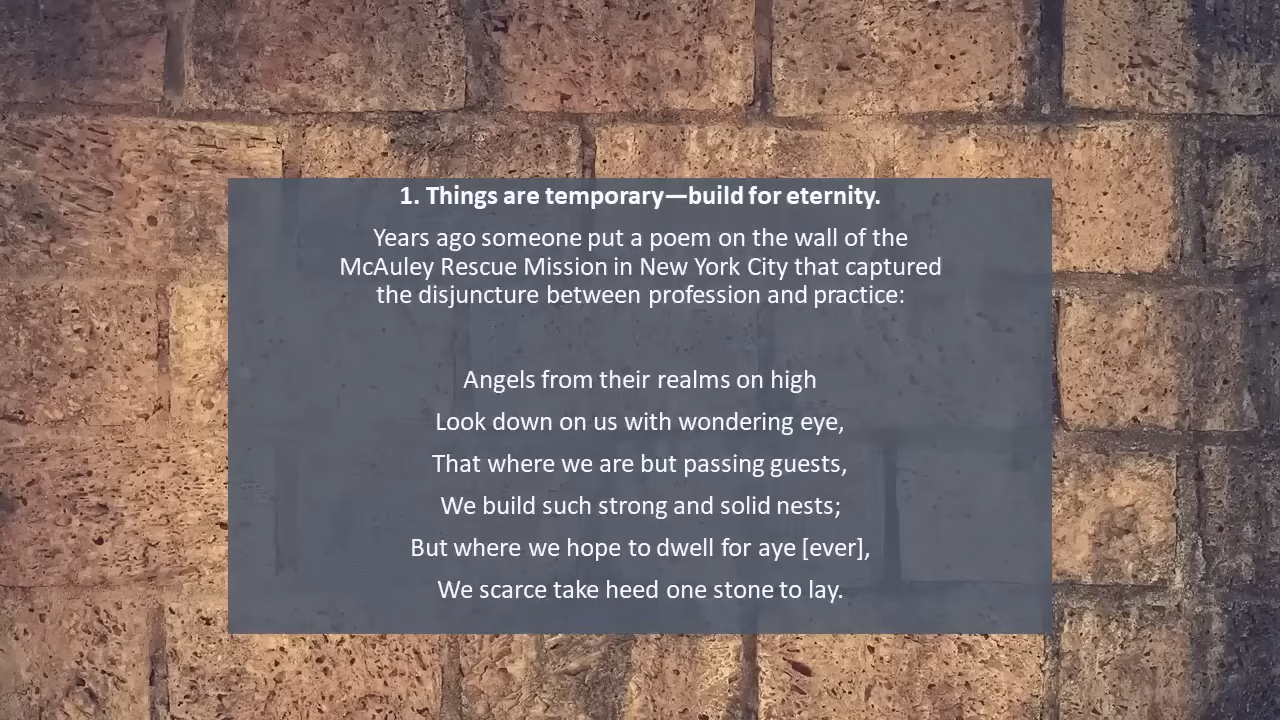 1. Things are temporary—build for eternity.
Years ago someone put a poem on the wall of the
McAuley Rescue Mission in New York City that captured
the disjuncture between profession and practice:
Angels from their realms on high
Look down on us with wondering eye,
That where we are but passing guests,
We build such strong and solid nests;
But where we hope to dwell for aye [ever],
We scarce take heed one stone to lay.